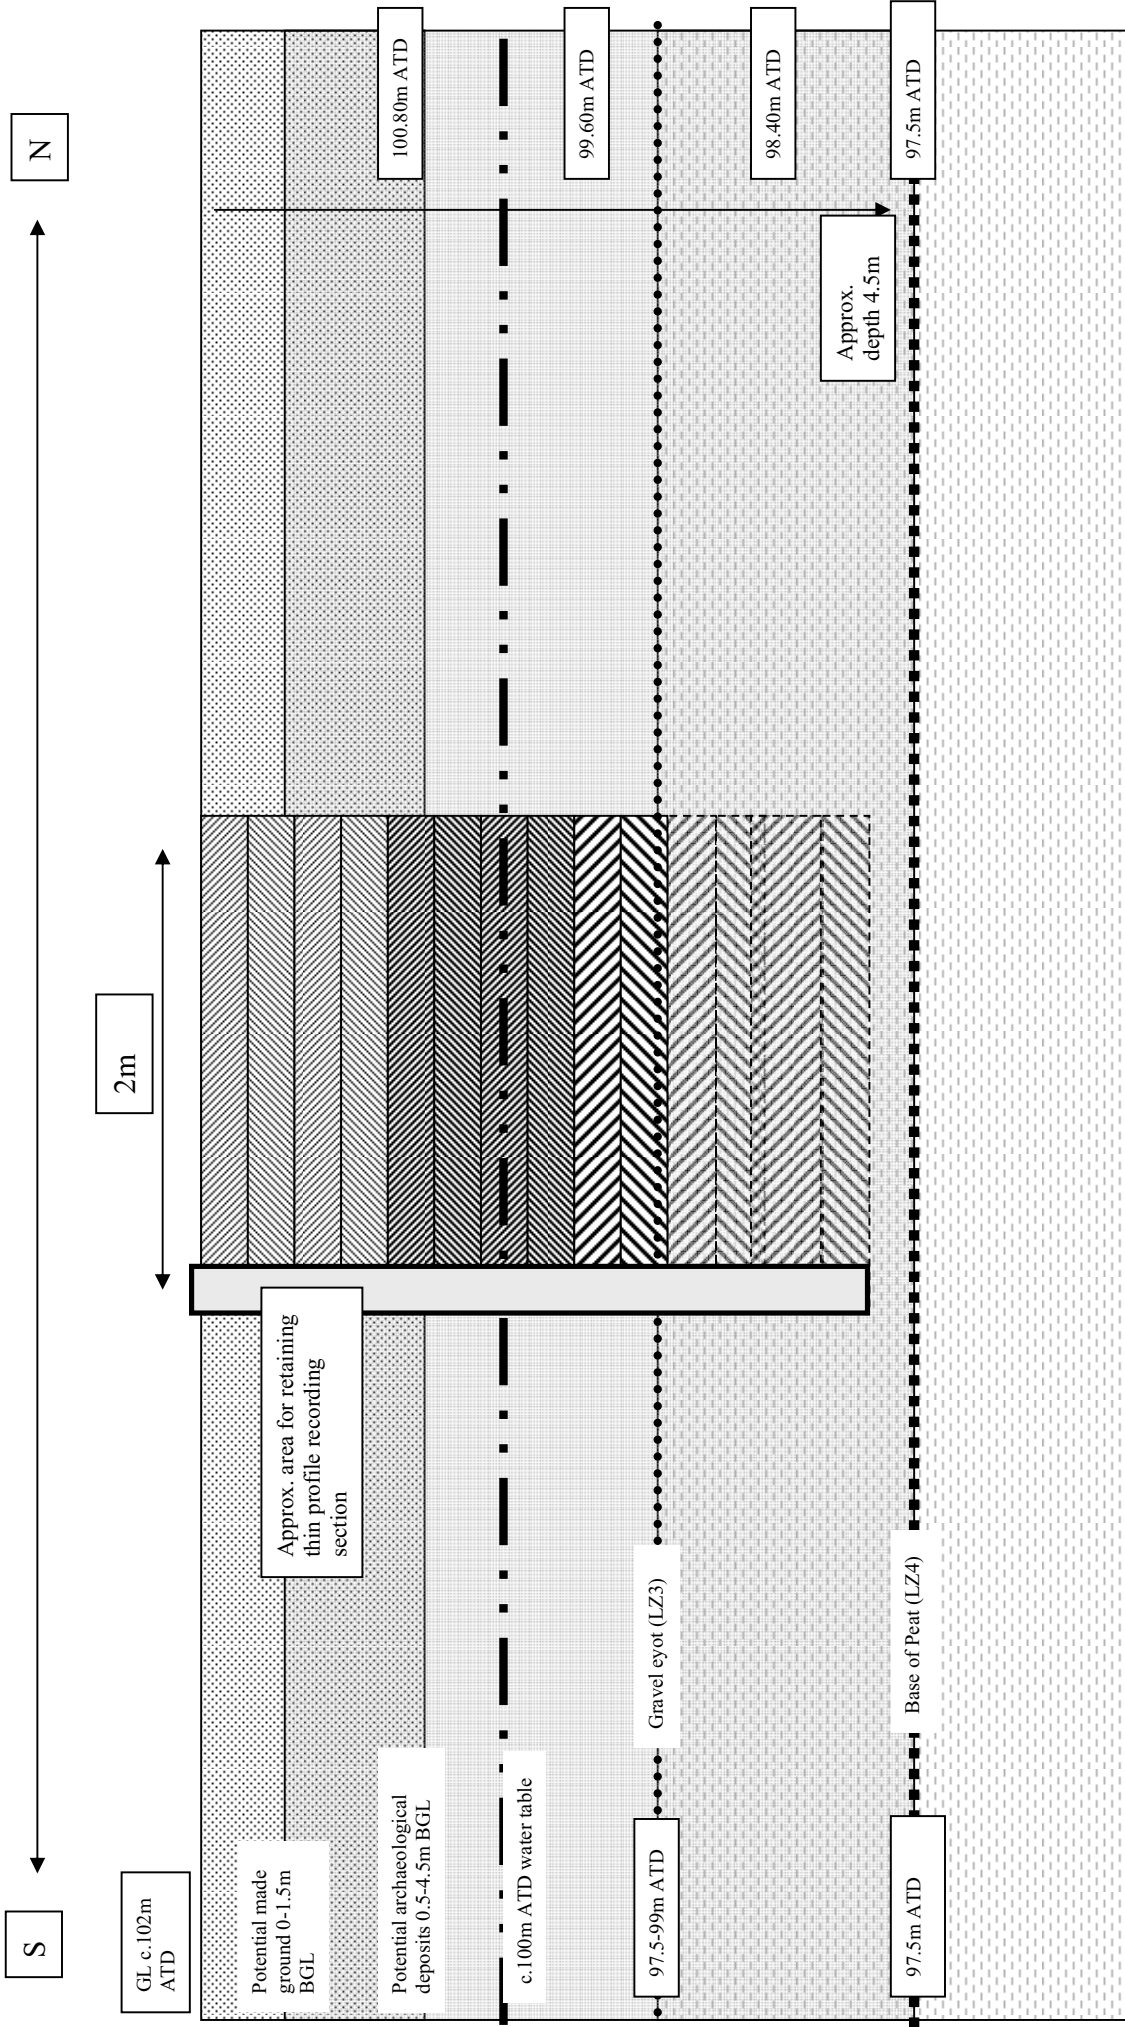 S
N
2m
GL c.102m
ATD
Potential made
ground 0-1.5m
BGL
Approx. area for retaining
thin profile recording
section
Potential archaeological
deposits 0.5-4.5m BGL
100.80m ATD
c.100m ATD water table
99.60m ATD
97.5-99m ATD
Gravel eyot (LZ3)
98.40m ATD
Approx.
depth 4.5m
97.5m ATD
Base of Peat (LZ4)
97.5m ATD